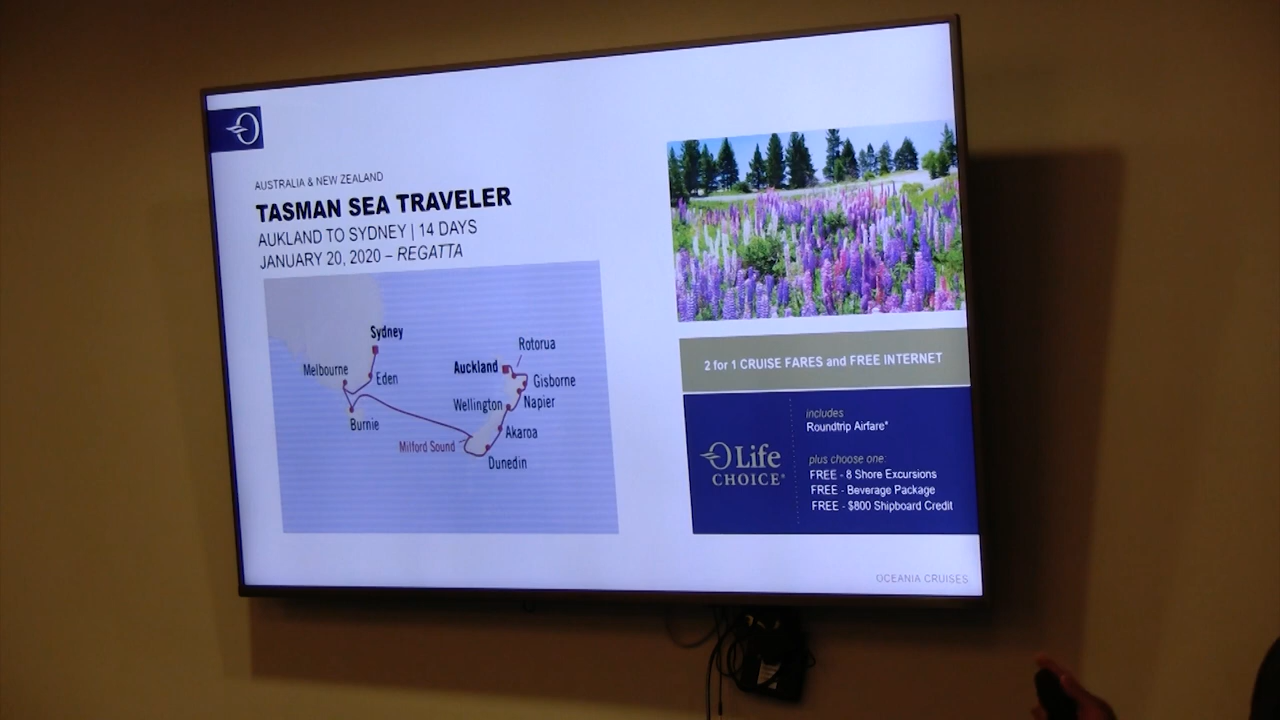 AUSTRALIA & NEW ZEALAND
TASMAN SEA TRAVELER
AUKLAND TO SYDNEY | 14 DAYS
JANUARY 20, 2020 – REGATTA
Sydney
Melbourne
Eden
Burnie
Rotorua
Auckland
Gisborne
Napier
Wellington
Akaroa
Milford Sound
Dunedin
2 for 1 CRUISE FARES and FREE INTERNET
O Life
CHOICE®
includes
Roundtrip Airfare*
plus choose one:
FREE - 8 Shore Excursions
FREE - Beverage Package
FREE - $800 Shipboard Credit
OCEANIA CRUISES